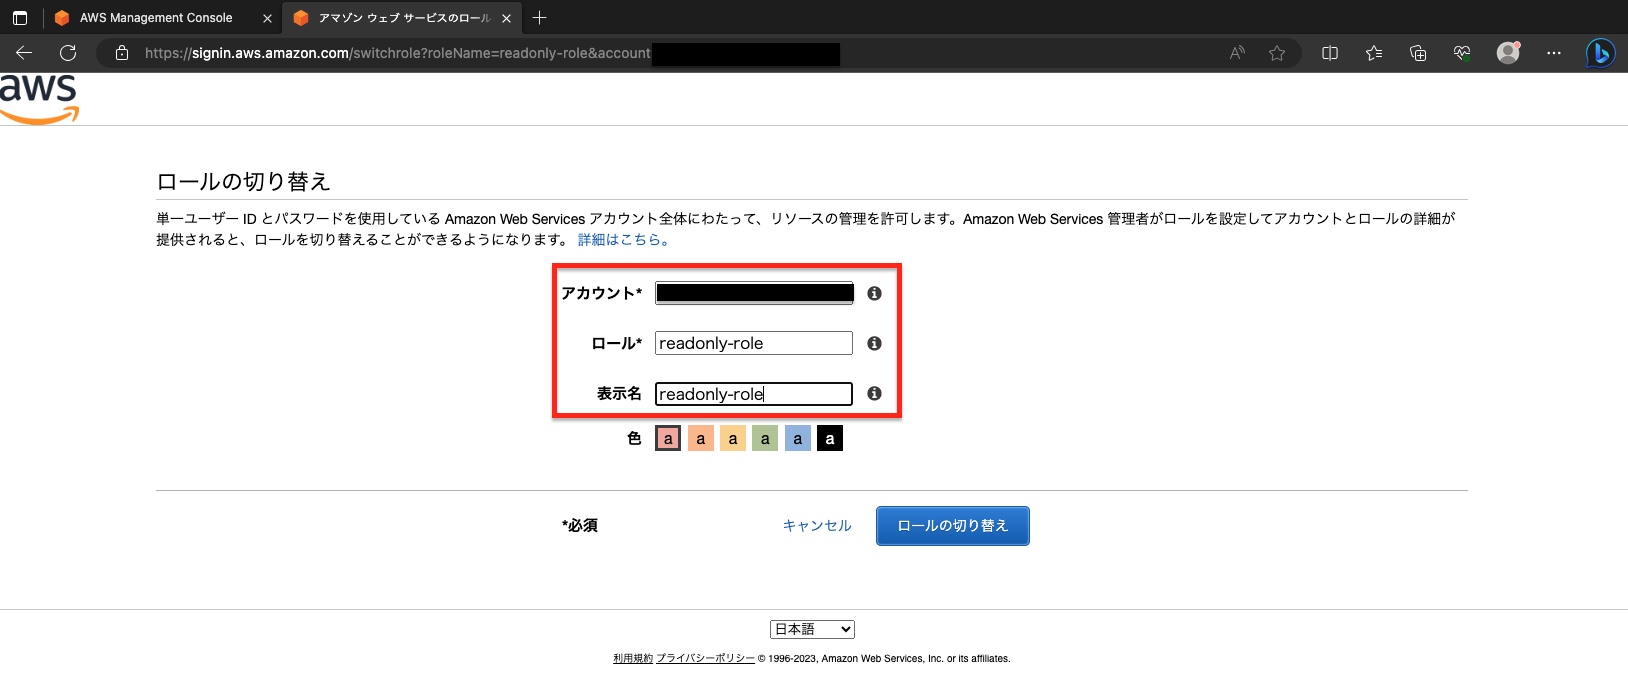 AWS Management Console
アマゾン ウェブ サービスのロール
https://signin.aws.amazon.com/switchrole?roleName=readonly-role&account
aws
ロールの切り替え
単一ユーザー ID とパスワードを使用している Amazon Web Services アカウント全体にわたって、リソースの管理を許可します。Amazon Web Services 管理者がロールを設定してアカウントとロールの詳細が
提供されると、ロールを切り替えることができるようになります。 詳細はこちら。
アカウント*
ロール* readonly-role
表示名 readonly-role
色 a a a a a a
*必須 キャンセル ロールの切り替え
日本語
利用規約 プライバシーポリシー © 1996-2023, Amazon Web Services, Inc. or its affiliates.